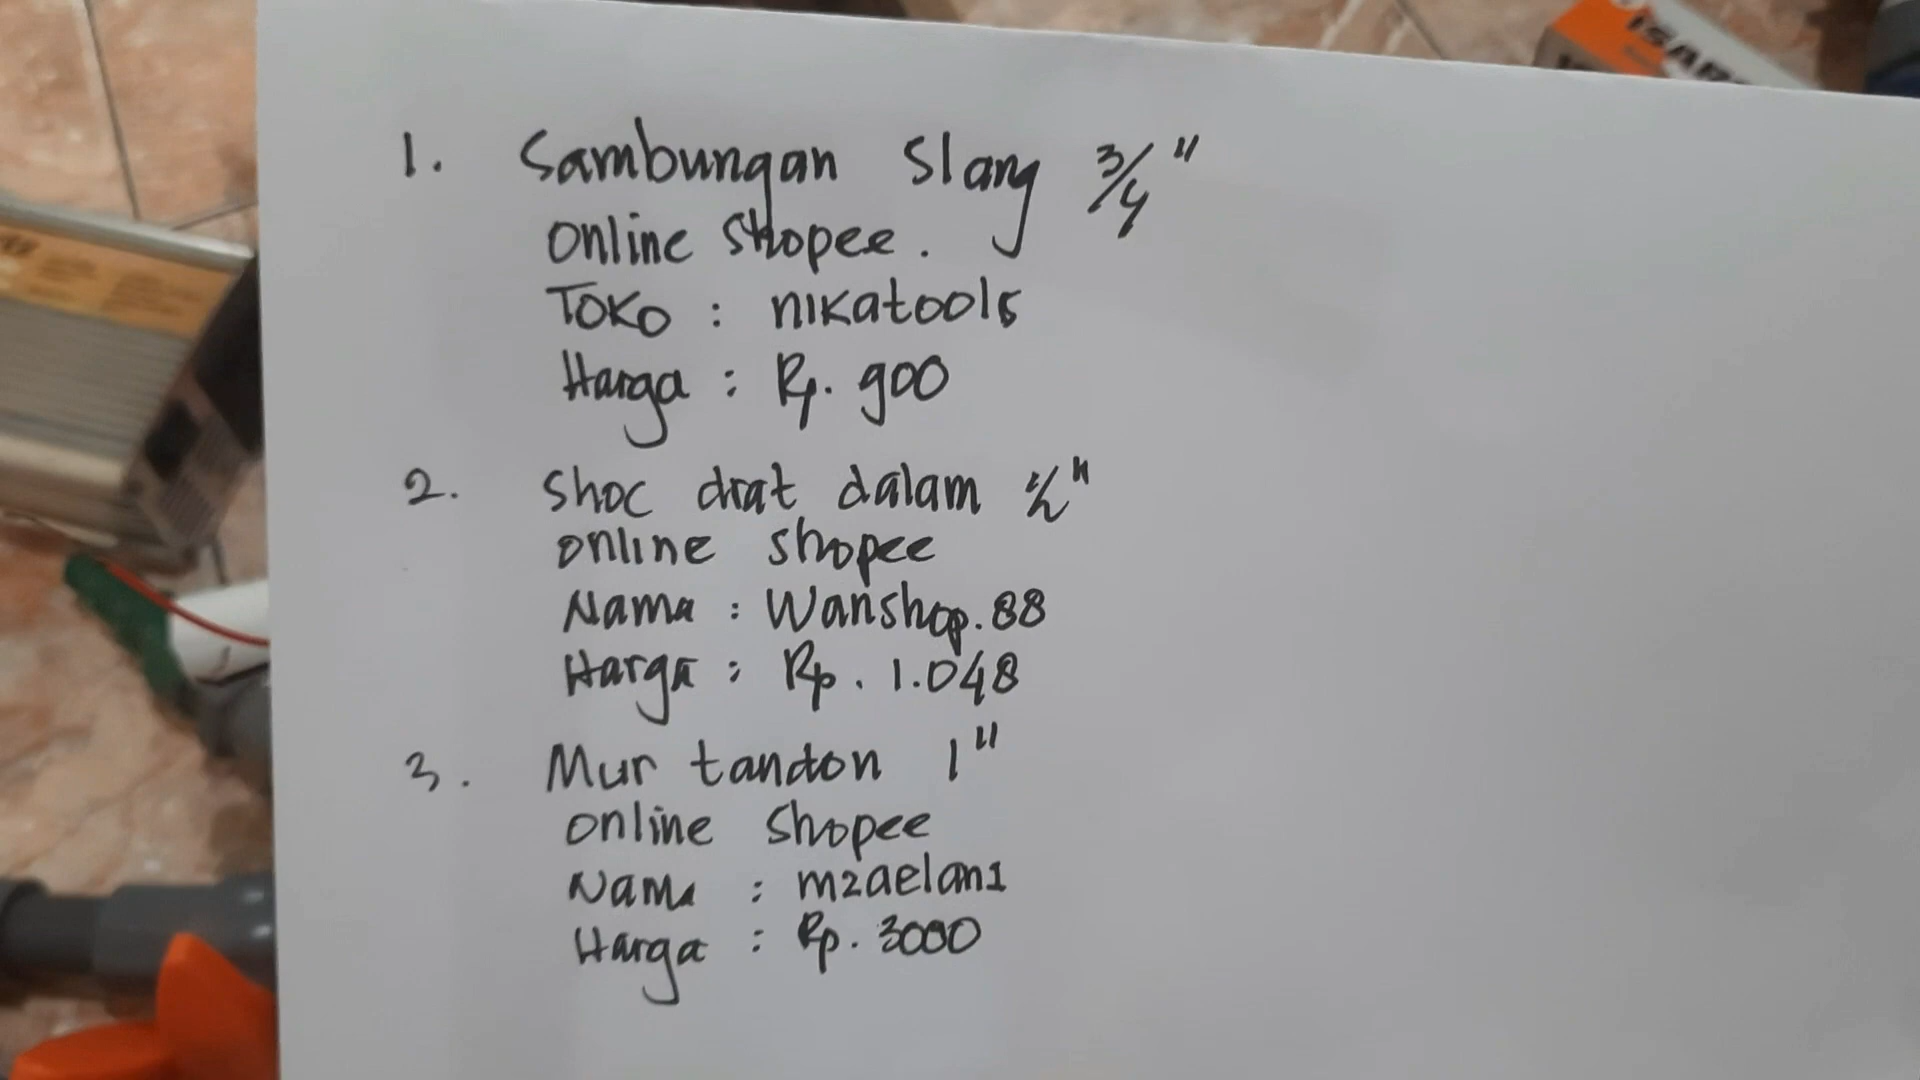 1. Sambungan Slang 3/4"
Online Shopee.
TOKO : nikatools
Harga : Rp. 900
2. Shoc drat dalam 1/2"
online shopee
Nama : Wanshop.88
Harga : Rp. 1.048
3. Mur tandon 1"
online shopee
Nama : mzaelan1
Harga : Rp. 3000